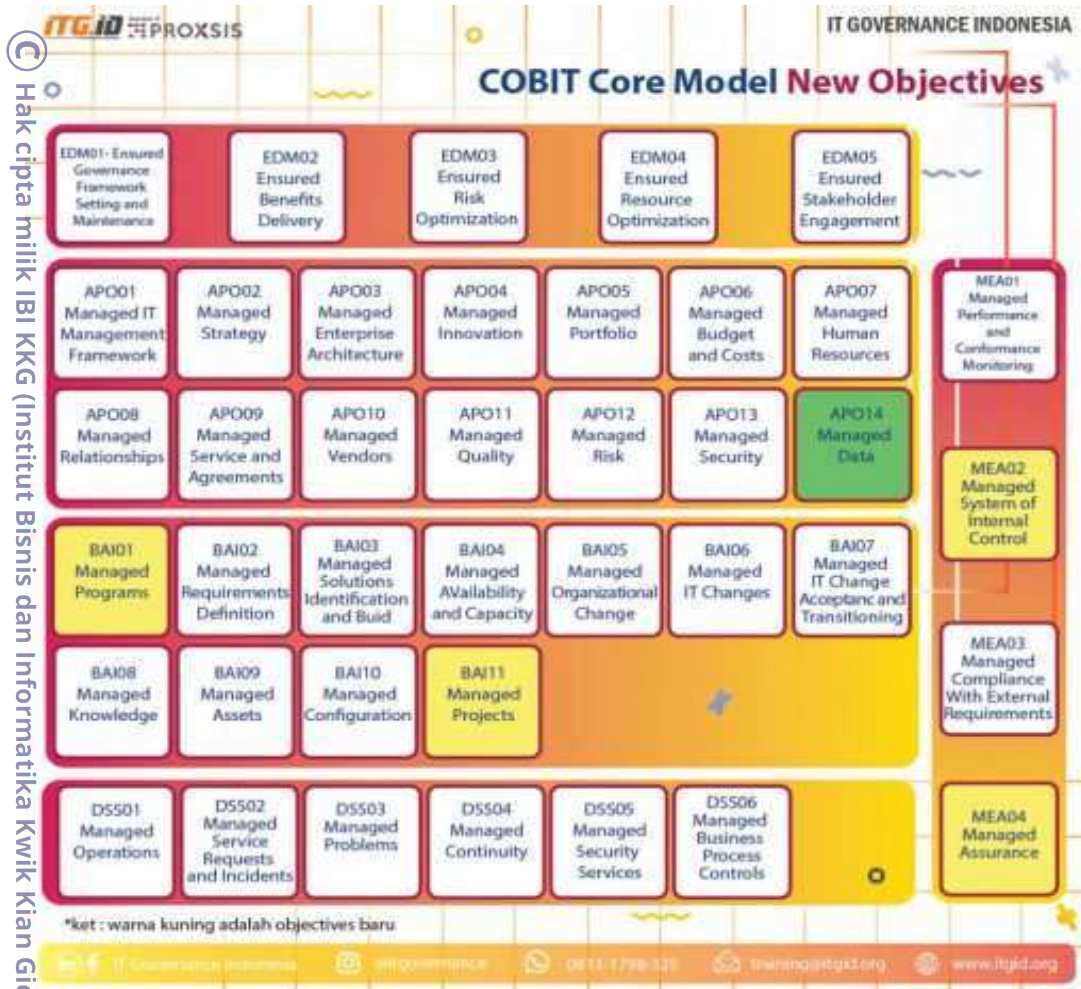 ITG.ID PROXSIS
IT GOVERNANCE INDONESIA
COBIT Core Model New Objectives
© Hak cipta milik IBI KKG (Institut Bisnis dan Informatika Kwik Kian Gie
EDM01- Ensured
Governance
Framework
Setting and
Maintenance
EDM02
Ensured
Benefits
Delivery
EDM03
Ensured
Risk
Optimization
EDM04
Ensured
Resource
Optimization
EDM05
Ensured
Stakeholder
Engagement
APO01
Managed IT
Management
Framework
APO02
Managed
Strategy
APO03
Managed
Enterprise
Architecture
APO04
Managed
Innovation
APO05
Managed
Portfolio
APO06
Managed
Budget
and Costs
APO07
Managed
Human
Resources
APO08
Managed
Relationships
APO09
Managed
Service and
Agreements
APO10
Managed
Vendors
APO11
Managed
Quality
APO12
Managed
Risk
APO13
Managed
Security
APO14
Managed
Data
BAI01
Managed
Programs
BAI02
Managed
Requirements
Definition
BAI03
Managed
Solutions
Identification
and Buid
BAI04
Managed
AVailability
and Capacity
BAI05
Managed
Organizational
Change
BAI06
Managed
IT Changes
BAI07
Managed
IT Change
Acceptanc and
Transitioning
BAI08
Managed
Knowledge
BAI09
Managed
Assets
BAI10
Managed
Configuration
BAI11
Managed
Projects
DSS01
Managed
Operations
DSS02
Managed
Service
Requests
and Incidents
DSS03
Managed
Problems
DSS04
Managed
Continuity
DSS05
Managed
Security
Services
DSS06
Managed
Business
Process
Controls
MEA01
Managed
Performance
and
Conformance
Monitoring
MEA02
Managed
System of
Internal
Control
MEA03
Managed
Compliance
With External
Requirements
MEA04
Managed
Assurance
*ket : warna kuning adalah objectives baru
IT Governance Indonesia
training@itgid.org
www.itgid.org